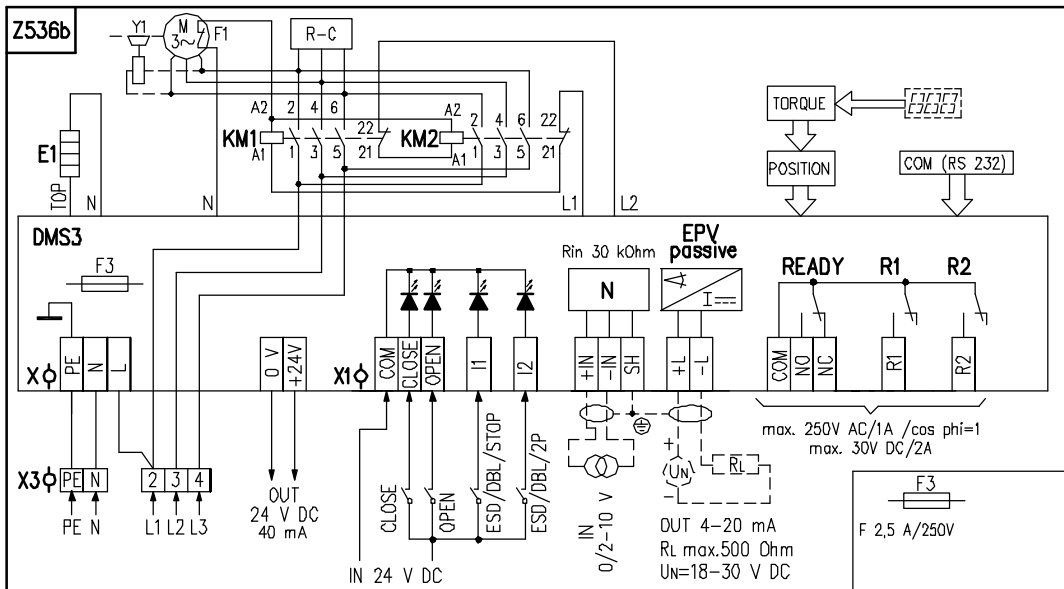 Z536b
Y1
M
3~
F1
R-C
A2 2 4 6 22
KM1
A1 1 3 5 21
A2 2 4 6 22
KM2
A1 1 3 5 21
E1
TOP
N
N
L1
L2
TORQUE
POSITION
COM (RS 232)
DMS3
F3
Rin 30 kOhm
N
EPV
passive
I
READY R1 R2
X
PE
N
L
0 V
+24V
X1
COM
CLOSE
OPEN
I1
I2
+IN
-IN
SH
+L
-L
COM
NO
NC
R1
R2
max. 250V AC/1A /cos phi=1
max. 30V DC/2A
X3
PE N
2 3 4
PE N
L1 L2 L3
OUT
24 V DC
40 mA
CLOSE
OPEN
ESD/DBL/STOP
ESD/DBL/2P
IN 24 V DC
IN
0/2-10 V
+
UN
-
RL
OUT 4-20 mA
RL max.500 Ohm
UN=18-30 V DC
F3
F 2,5 A/250V